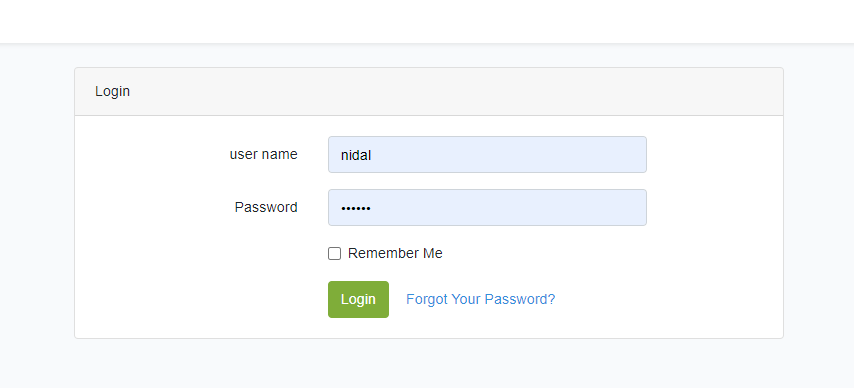 Login
user name
nidal
Password
••••••
Remember Me
Login Forgot Your Password?